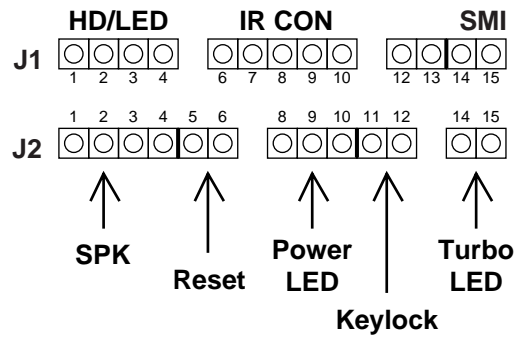 HD/LED IR CON SMI
J1
1 2 3 4 6 7 8 9 10 12 13 14 15
1 2 3 4 5 6 8 9 10 11 12 14 15
J2
SPK Reset Power LED Keylock Turbo LED